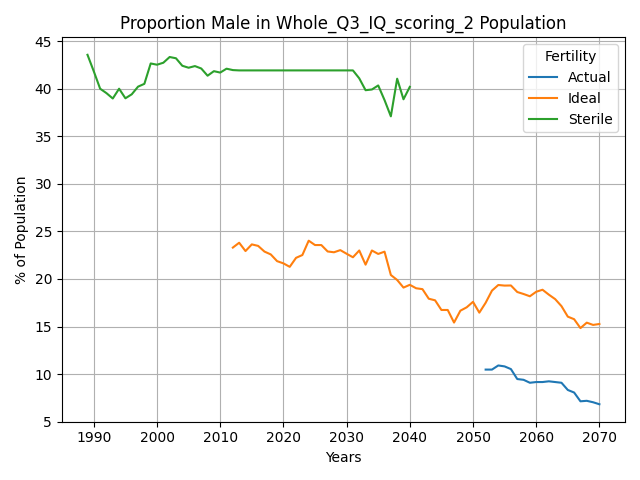 Proportion Male in Whole_Q3_IQ_scoring_2 Population
% of Population
45
40
35
30
25
20
15
10
5
Fertility
Actual
Ideal
Sterile
1990 2000 2010 2020 2030 2040 2050 2060 2070
Years